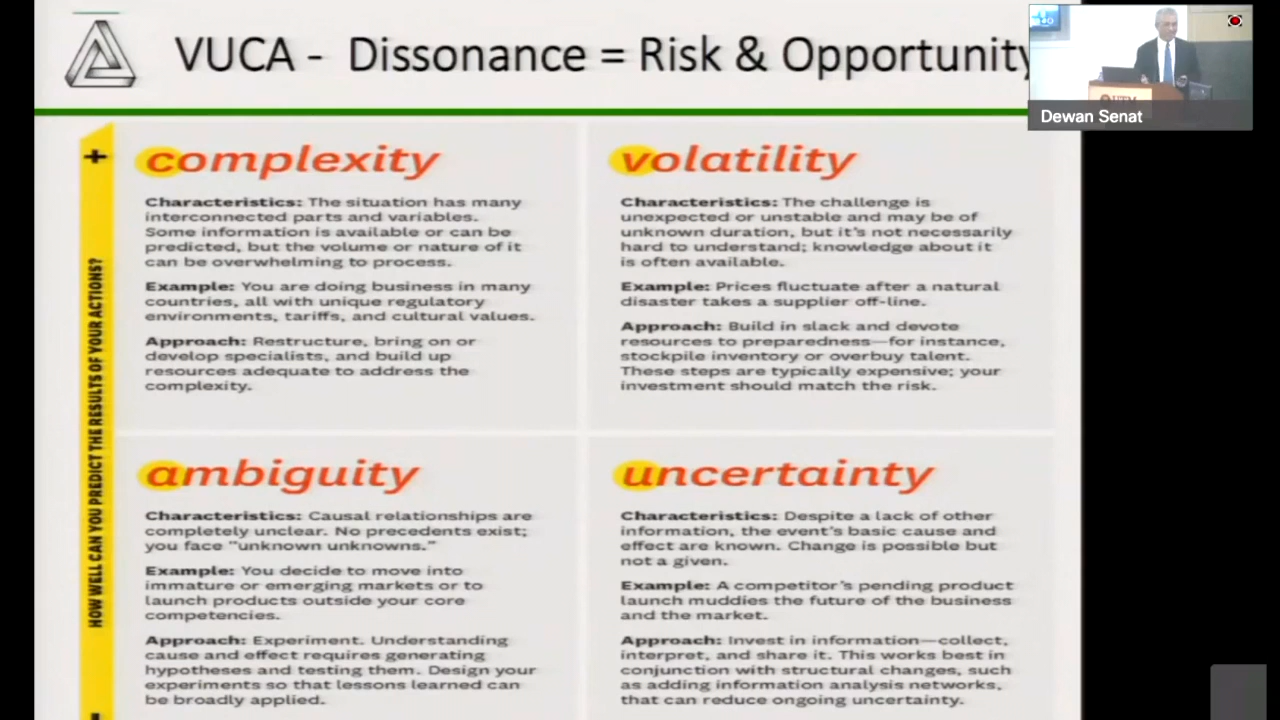 VUCA - Dissonance = Risk & Opportunity
Dewan Senat
UTM
+
HOW WELL CAN YOU PREDICT THE RESULTS OF YOUR ACTIONS?
-
complexity
Characteristics: The situation has many
interconnected parts and variables.
Some information is available or can be
predicted, but the volume or nature of it
can be overwhelming to process.
Example: You are doing business in many
countries, all with unique regulatory
environments, tariffs, and cultural values.
Approach: Restructure, bring on or
develop specialists, and build up
resources adequate to address the
complexity.
volatility
Characteristics: The challenge is
unexpected or unstable and may be of
unknown duration, but it's not necessarily
hard to understand; knowledge about it
is often available.
Example: Prices fluctuate after a natural
disaster takes a supplier off-line.
Approach: Build in slack and devote
resources to preparedness—for instance,
stockpile inventory or overbuy talent.
These steps are typically expensive; your
investment should match the risk.
ambiguity
Characteristics: Causal relationships are
completely unclear. No precedents exist;
you face “unknown unknowns.”
Example: You decide to move into
immature or emerging markets or to
launch products outside your core
competencies.
Approach: Experiment. Understanding
cause and effect requires generating
hypotheses and testing them. Design your
experiments so that lessons learned can
be broadly applied.
uncertainty
Characteristics: Despite a lack of other
information, the event's basic cause and
effect are known. Change is possible but
not a given.
Example: A competitor's pending product
launch muddies the future of the business
and the market.
Approach: Invest in information—collect,
interpret, and share it. This works best in
conjunction with structural changes, such
as adding information analysis networks,
that can reduce ongoing uncertainty.